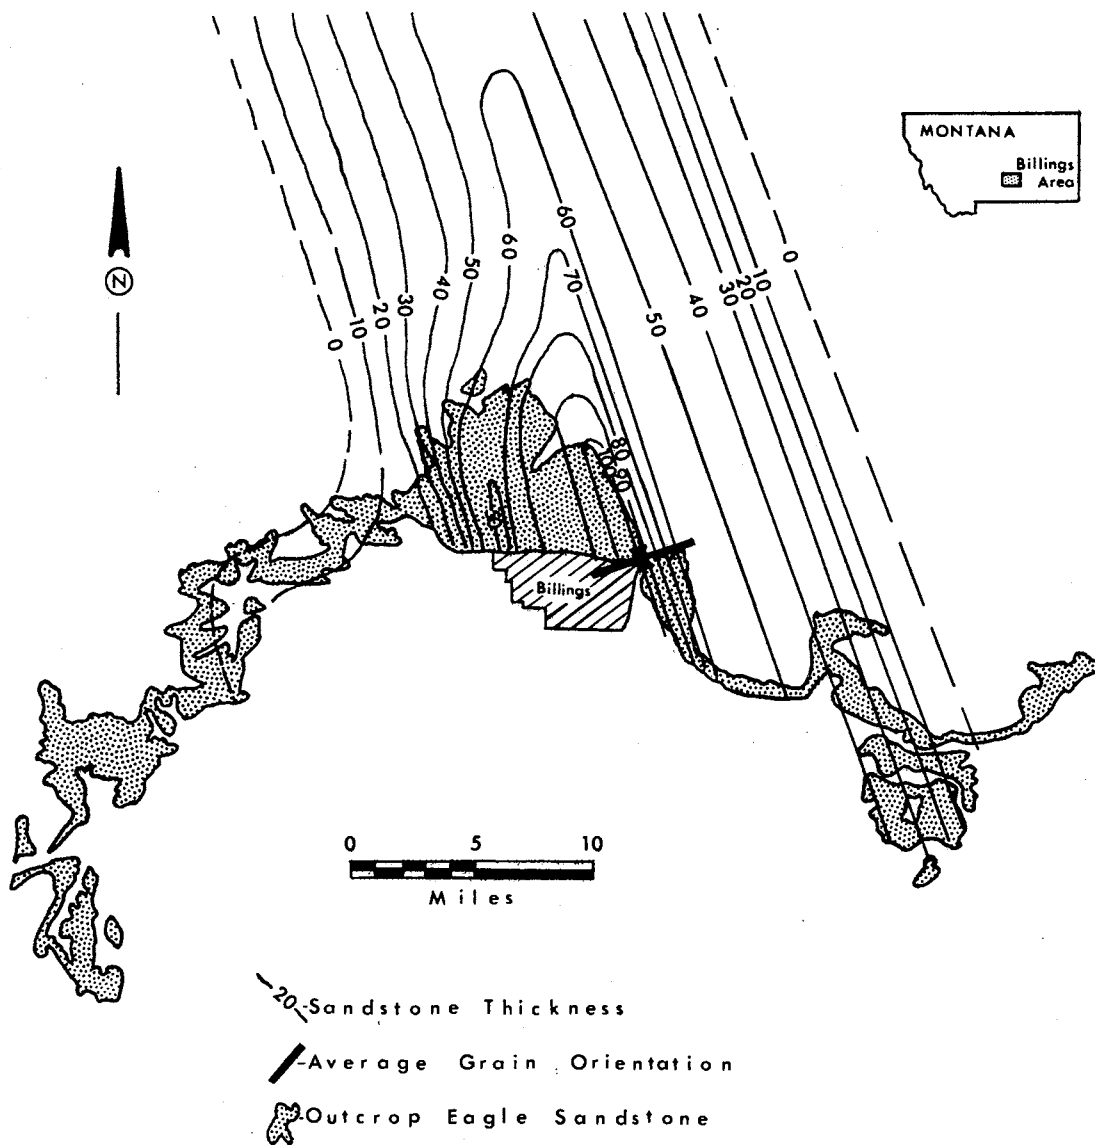 MONTANA
Billings
Area
N
60
70
0
10
20
30
40
50
60
50
40
30
20
10
0
80
90
100
Billings
0 5 10
Miles
20-Sandstone Thickness
-Average Grain Orientation
-Outcrop Eagle Sandstone